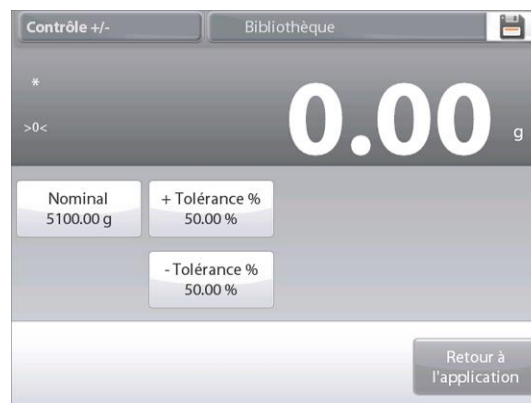 Contrôle +/-
Bibliothèque
*
>0<
0.00 g
Nominal
5100.00 g
+ Tolérance %
50.00 %
- Tolérance %
50.00 %
Retour à
l'application